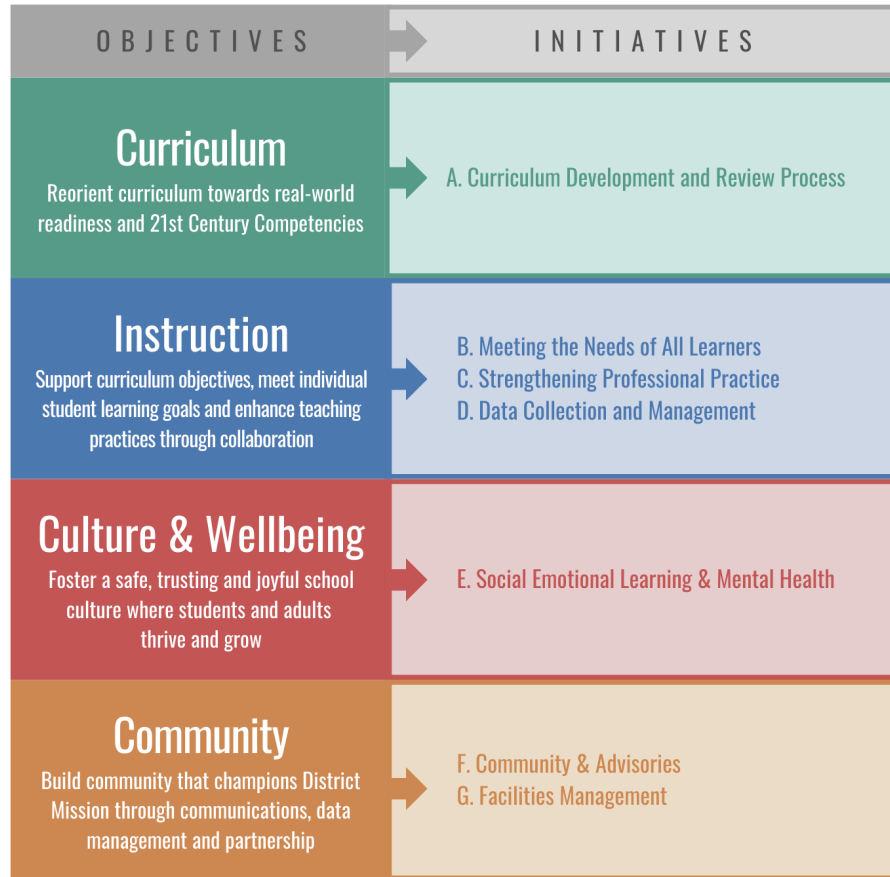 OBJECTIVES
INITIATIVES
Curriculum
Reorient curriculum towards real-world
readiness and 21st Century Competencies
A. Curriculum Development and Review Process
Instruction
Support curriculum objectives, meet individual
student learning goals and enhance teaching
practices through collaboration
B. Meeting the Needs of All Learners
C. Strengthening Professional Practice
D. Data Collection and Management
Culture & Wellbeing
Foster a safe, trusting and joyful school
culture where students and adults
thrive and grow
E. Social Emotional Learning & Mental Health
Community
Build community that champions District
Mission through communications, data
management and partnership
F. Community & Advisories
G. Facilities Management